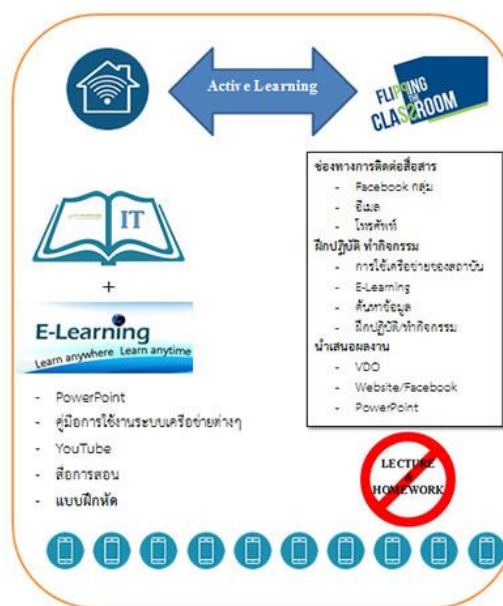 Active Learning
FLIPPING
THE
CLASSROOM
ช่องทางการติดต่อสื่อสาร
- Facebook กลุ่ม
- อีเมล
- โทรศัพท์
ฝึกปฏิบัติ ทำกิจกรรม
- การใช้เครือข่ายของสถาบัน
- E-Learning
- ค้นหาข้อมูล
- ฝึกปฏิบัติ/ทำกิจกรรม
นำเสนอผลงาน
- VDO
- Website/Facebook
- PowerPoint
IT
+
E-Learning
Learn anywhere Learn anytime
- PowerPoint
- คู่มือการใช้งานระบบเครือข่ายต่างๆ
- YouTube
- สื่อการสอน
- แบบฝึกหัด
LECTURE
HOMEWORK